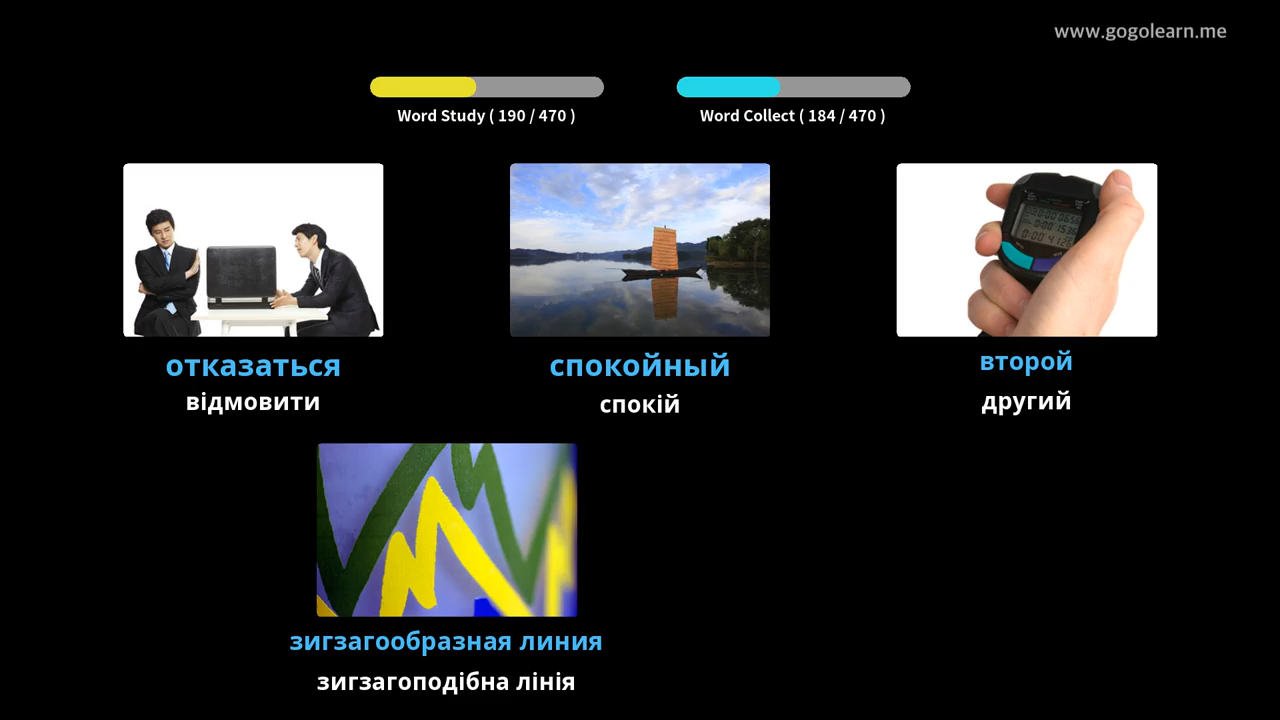 www.gogolearn.me
Word Study ( 190 / 470 )
Word Collect ( 184 / 470 )
отказаться
відмовити
спокойный
спокій
второй
другий
зигзагообразная линия
зигзагоподібна лінія